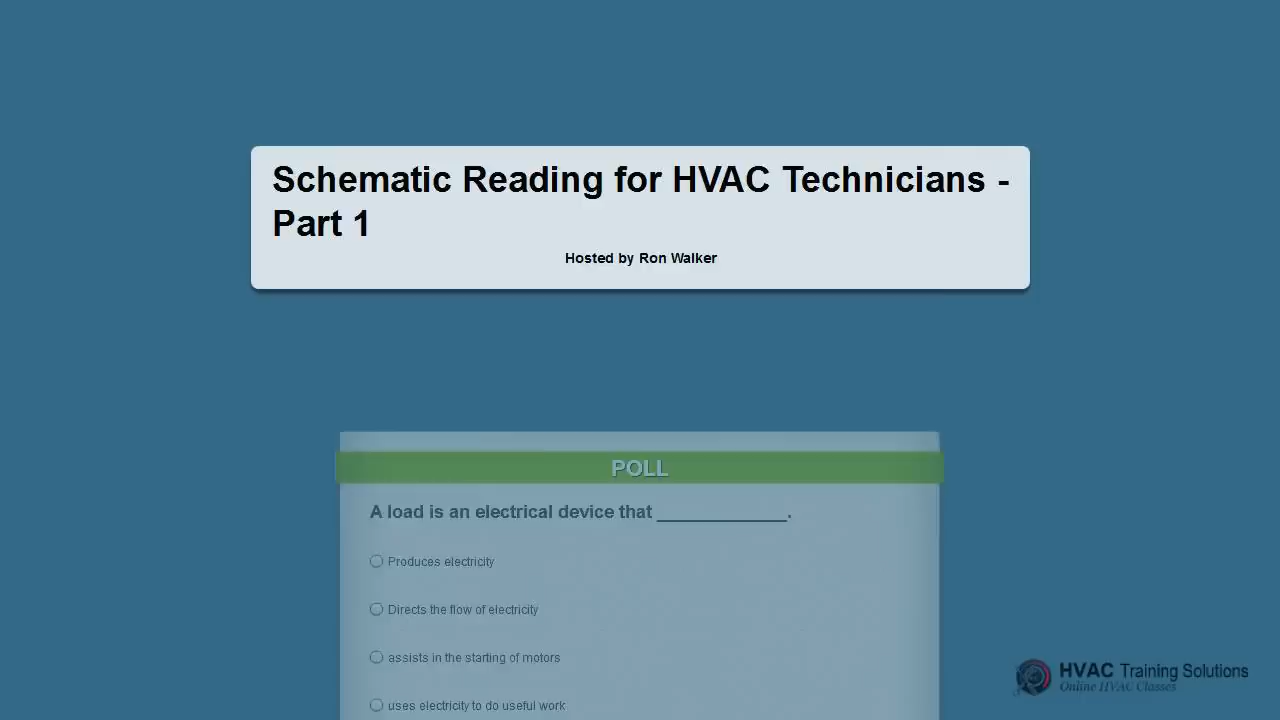 Schematic Reading for HVAC Technicians -
Part 1
Hosted by Ron Walker
POLL
A load is an electrical device that _____________.
Produces electricity
Directs the flow of electricity
assists in the starting of motors
uses electricity to do useful work
HVAC Training Solutions
Online HVAC Classes